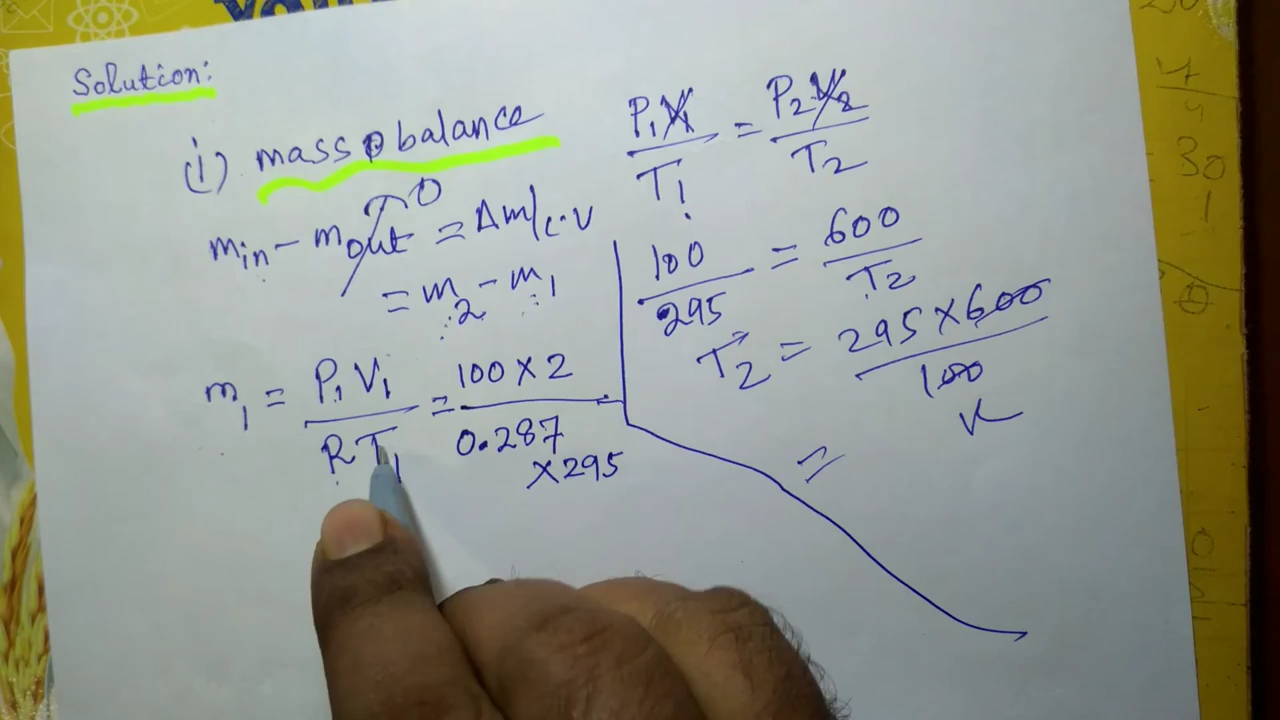 Solution:
(i) mass balance
min - mout → 0 = Δm/c.v
= m2 - m1
m1 = P1V1 / RT1 = 100 × 2 / 0.287 × 295
P1V1 / T1 = P2V2 / T2
100 / 295 = 600 / T2
T2 = 295 × 600 / 100
=